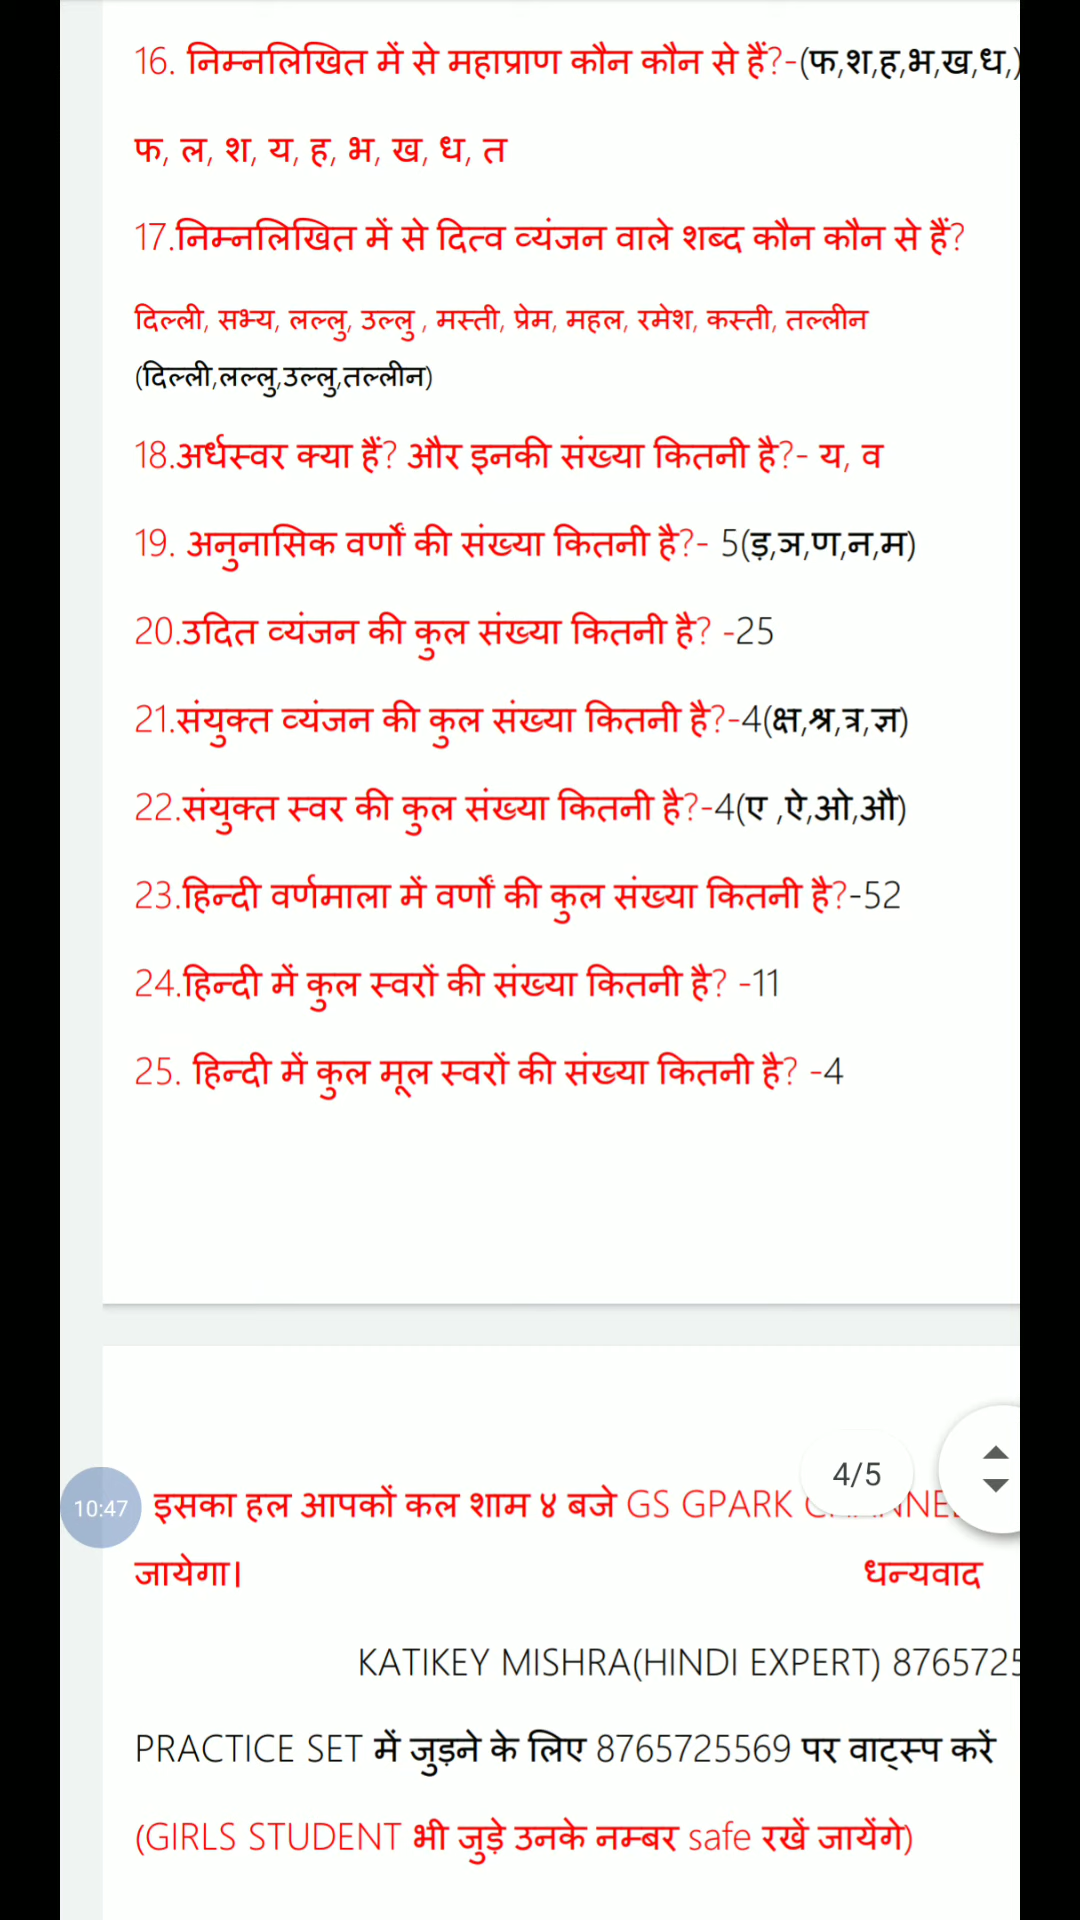 16. निम्नलिखित में से महाप्राण कौन कौन से हैं?-(फ,श,ह,भ,ख,ध,)
फ, ल, श, य, ह, भ, ख, ध, त
17.निम्नलिखित में से दित्व व्यंजन वाले शब्द कौन कौन से हैं?
दिल्ली, सभ्य, लल्लु, उल्लु , मस्ती, प्रेम, महल, रमेश, कस्ती, तल्लीन
(दिल्ली,लल्लु,उल्लु,तल्लीन)
18.अर्धस्वर क्या हैं? और इनकी संख्या कितनी है?- य, व
19. अनुनासिक वर्णों की संख्या कितनी है?- 5(ड़,ञ,ण,न,म)
20.उदित व्यंजन की कुल संख्या कितनी है? -25
21.संयुक्त व्यंजन की कुल संख्या कितनी है?-4(क्ष,श्र,त्र,ज्ञ)
22.संयुक्त स्वर की कुल संख्या कितनी है?-4(ए ,ऐ,ओ,औ)
23.हिन्दी वर्णमाला में वर्णों की कुल संख्या कितनी है?-52
24.हिन्दी में कुल स्वरों की संख्या कितनी है? -11
25. हिन्दी में कुल मूल स्वरों की संख्या कितनी है? -4
4/5
10:47
इसका हल आपकों कल शाम ४ बजे GS GPARK
जायेगा। धन्यवाद
KATIKEY MISHRA(HINDI EXPERT) 876572
PRACTICE SET में जुड़ने के लिए 8765725569 पर वाट्स्प करें
(GIRLS STUDENT भी जुड़े उनके नम्बर safe रखें जायेंगे)